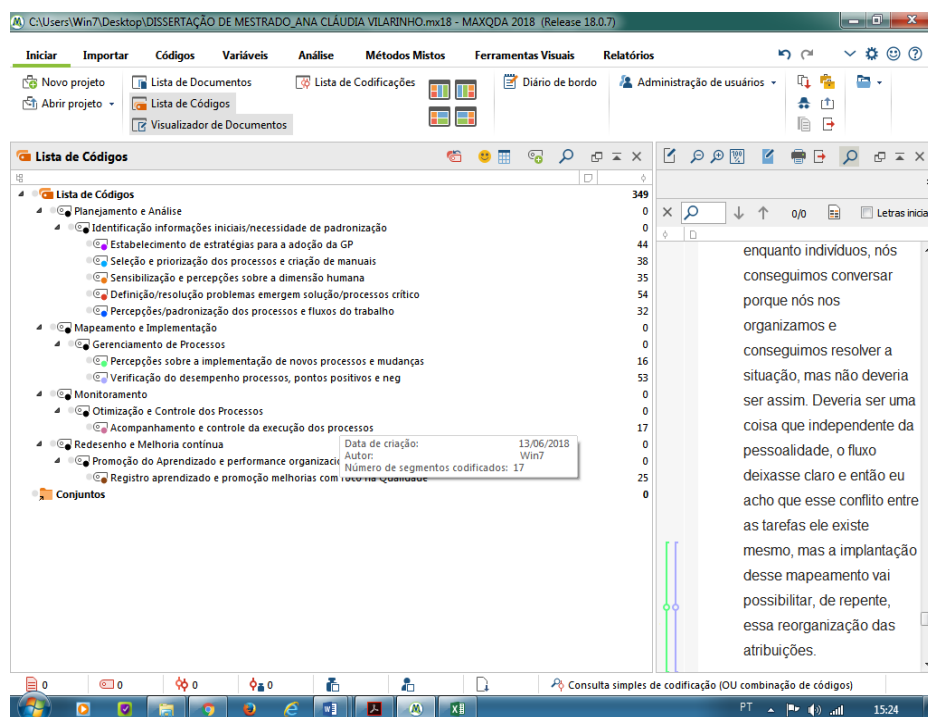 C:\Users\Win7\Desktop\DISSERTAÇÃO DE MESTRADO_ANA CLÁUDIA VILARINHO.mx18 - MAXQDA 2018 (Release 18.0.7)
Iniciar Importar Códigos Variáveis Análise Métodos Mistos Ferramentas Visuais Relatórios
Novo projeto Lista de Documentos Lista de Codificações Diário de bordo Administração de usuários
Abrir projeto Lista de Códigos
Visualizador de Documentos
Lista de Códigos
Lista de Códigos 349
Planejamento e Análise 0
Identificação informações iniciais/necessidade de padronização 0
Estabelecimento de estratégias para a adoção da GP 44
Seleção e priorização dos processos e criação de manuais 38
Sensibilização e percepções sobre a dimensão humana 35
Definição/resolução problemas emergem solução/processos crítico 54
Percepções/padronização dos processos e fluxos do trabalho 32
Mapeamento e Implementação 0
Gerenciamento de Processos 0
Percepções sobre a implementação de novos processos e mudanças 16
Verificação do desempenho processos, pontos positivos e neg 53
Monitoramento 0
Otimização e Controle dos Processos 0
Acompanhamento e controle da execução dos processos 17
Redesenho e Melhoria contínua 0
Promoção do Aprendizado e performance organizacio 0
Registro aprendizado e promoção melhorias com foco na Qualidade 25
Conjuntos 0
Data de criação: 13/06/2018
Autor: Win7
Número de segmentos codificados: 17
0/0 Letras inicia
enquanto indivíduos, nós
conseguimos conversar
porque nós nos
organizamos e
conseguimos resolver a
situação, mas não deveria
ser assim. Deveria ser uma
coisa que independente da
pessoalidade, o fluxo
deixasse claro e então eu
acho que esse conflito entre
as tarefas ele existe
mesmo, mas a implantação
desse mapeamento vai
possibilitar, de repente,
essa reorganização das
atribuições.
0 0 0 0 Consulta simples de codificação (OU combinação de códigos)
PT 15:24